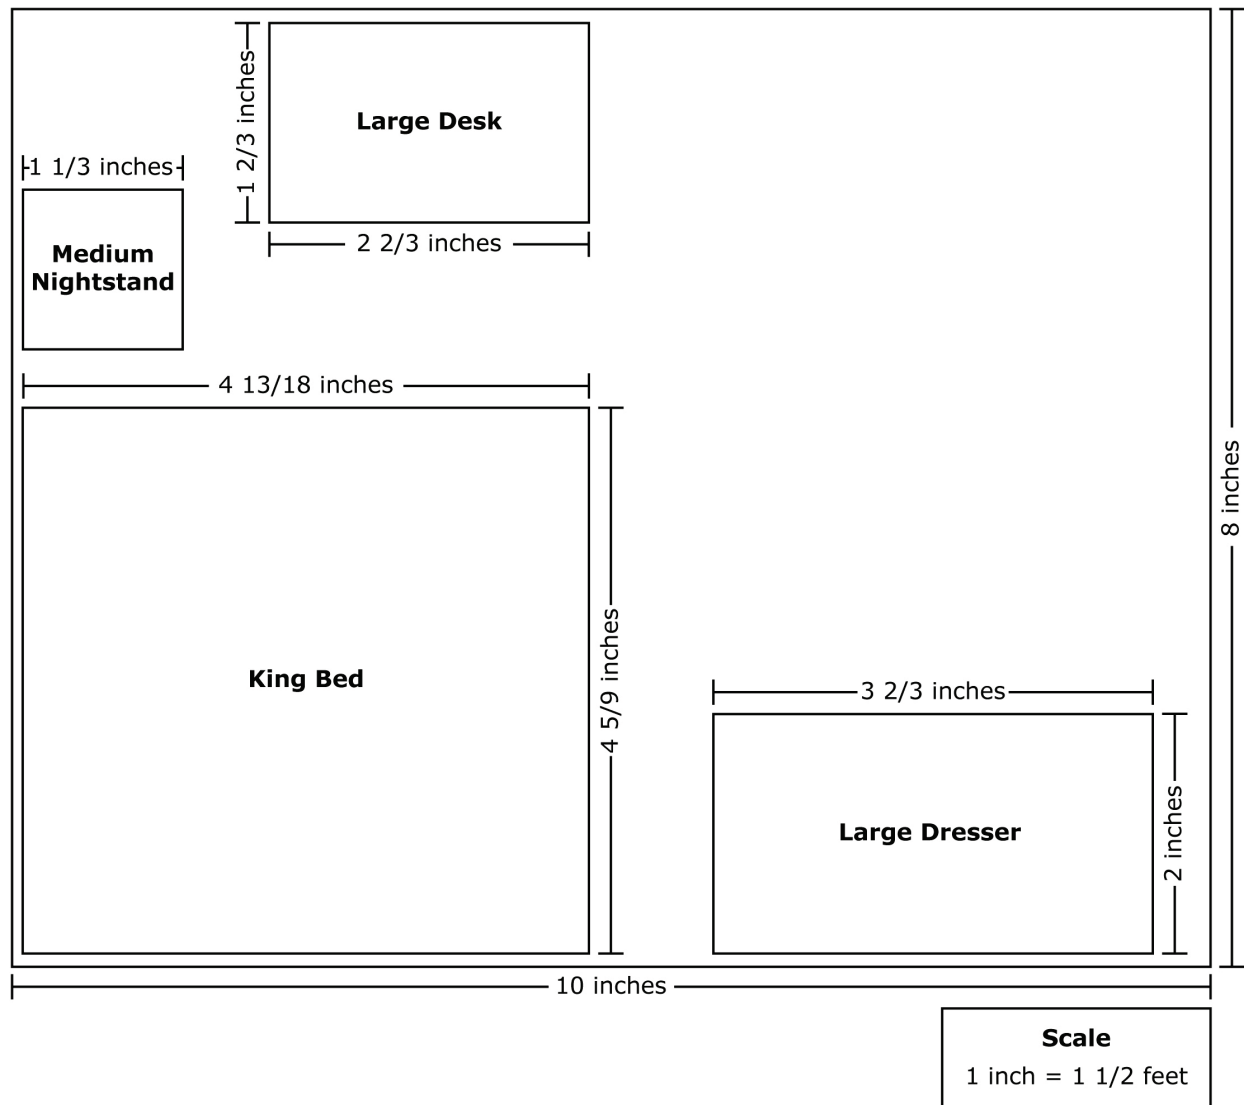 Large Desk
1 2/3 inches
1 1/3 inches
2 2/3 inches
Medium
Nightstand
4 13/18 inches
King Bed
4 5/9 inches
3 2/3 inches
Large Dresser
2 inches
8 inches
10 inches
Scale
1 inch = 1 1/2 feet